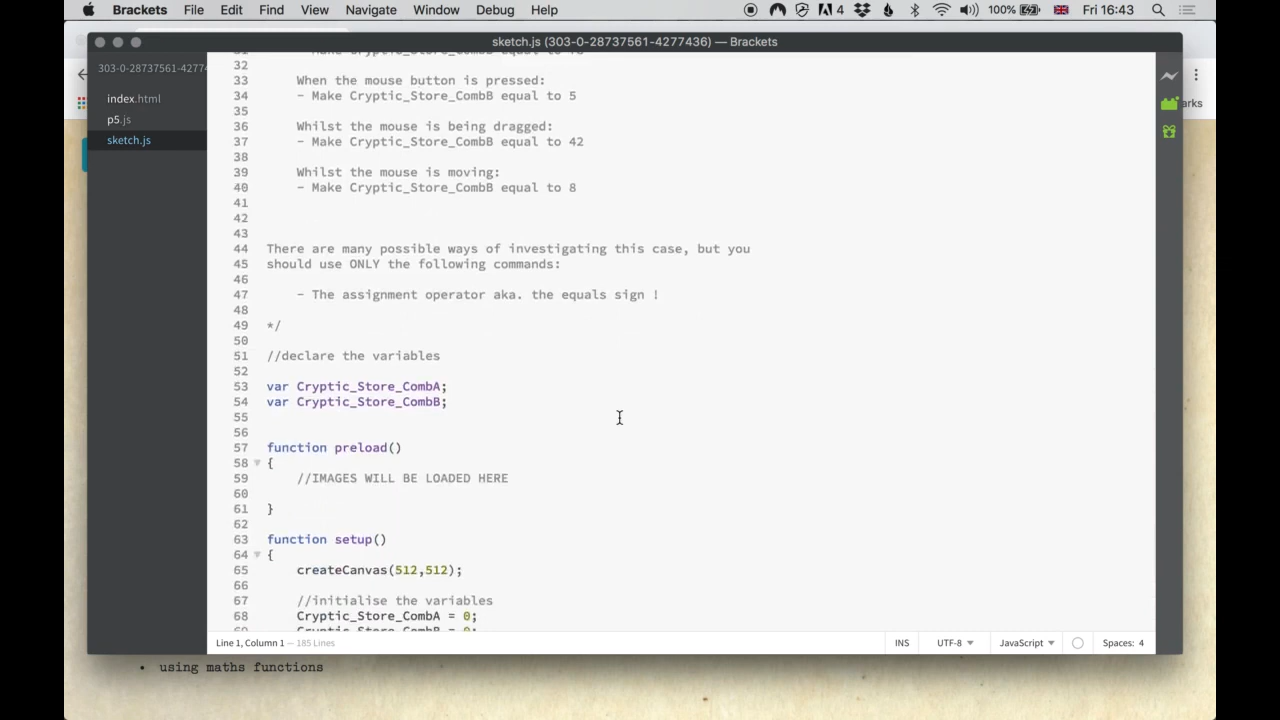 Brackets File Edit Find View Navigate Window Debug Help 4 100% Fri 16:43
sketch.js (303-0-28737561-4277436) — Brackets
303-0-28737561-4277
index.html
p5.js
sketch.js
arks
32
33 When the mouse button is pressed:
34 - Make Cryptic_Store_CombB equal to 5
35
36 Whilst the mouse is being dragged:
37 - Make Cryptic_Store_CombB equal to 42
38
39 Whilst the mouse is moving:
40 - Make Cryptic_Store_CombB equal to 8
41
42
43
44 There are many possible ways of investigating this case, but you
45 should use ONLY the following commands:
46
47 - The assignment operator aka. the equals sign !
48
49 */
50
51 //declare the variables
52
53 var Cryptic_Store_CombA;
54 var Cryptic_Store_CombB;
55
56
57 function preload()
58 {
59 //IMAGES WILL BE LOADED HERE
60
61 }
62
63 function setup()
64 {
65 createCanvas(512,512);
66
67 //initialise the variables
68 Cryptic_Store_CombA = 0;
Line 1, Column 1 — 185 Lines INS UTF-8 JavaScript Spaces: 4
• using maths functions